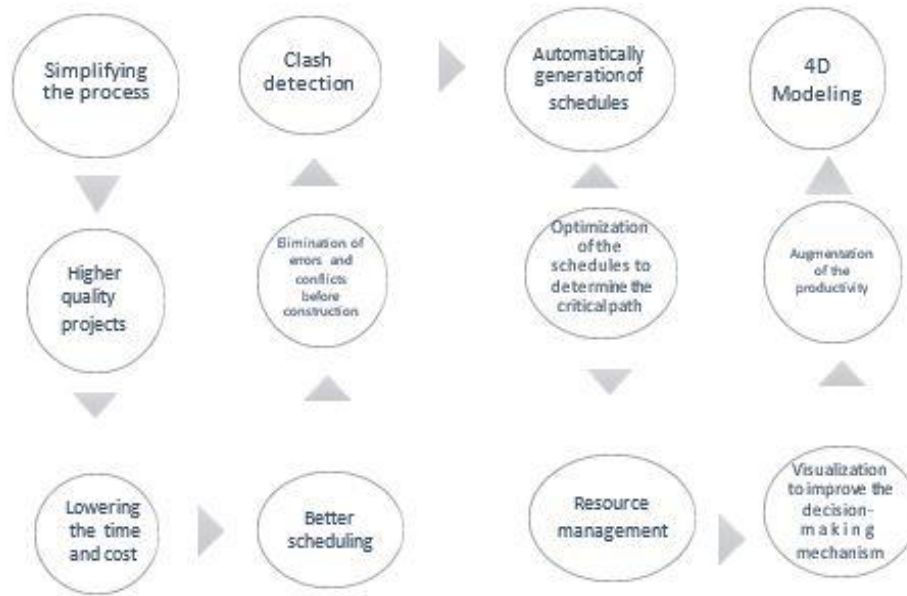 Simplifying
the process
Clash
detection
Automatically
generation of
schedules
4D
Modeling
Higher
quality
projects
Elimination of
errors and
conflicts
before
construction
Optimization
of the
schedules to
determine the
critical path
Augmentation
of the
productivity
Lowering
the time
and cost
Better
scheduling
Resource
management
Visualization
to improve the
decision-
making
mechanism